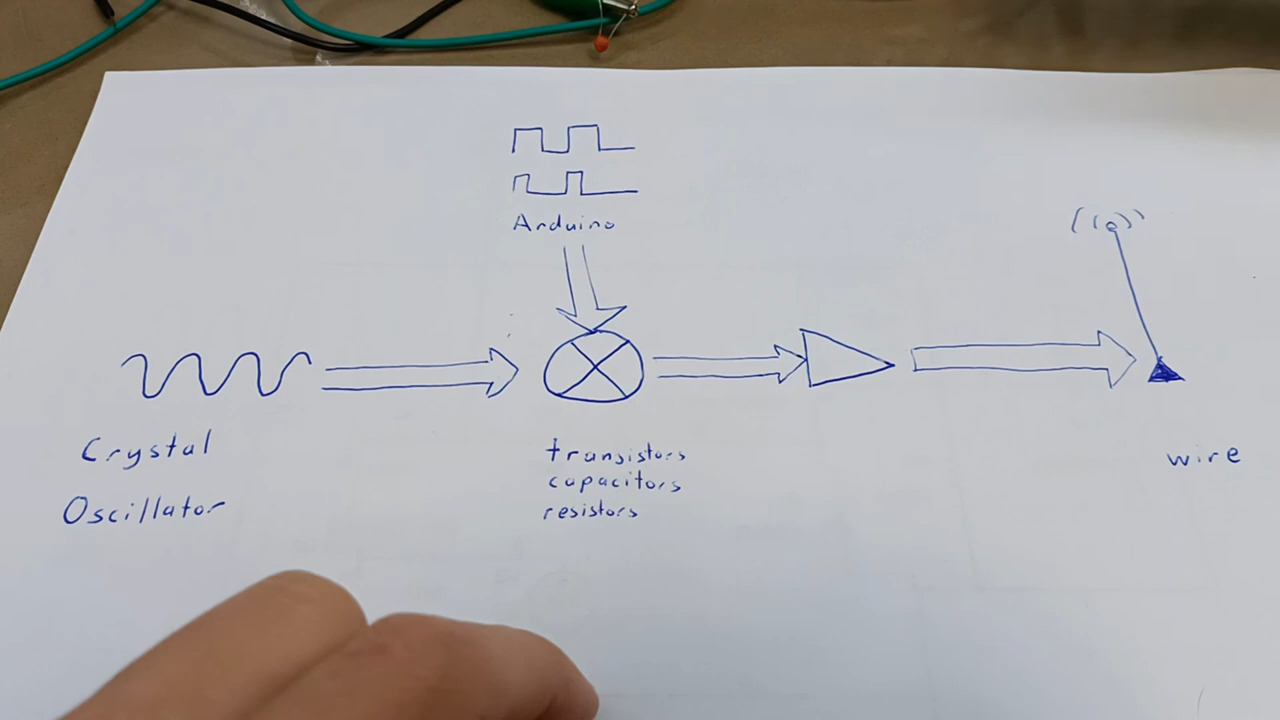 Arduino
Crystal
Oscillator
transistors
capacitors
resistors
wire